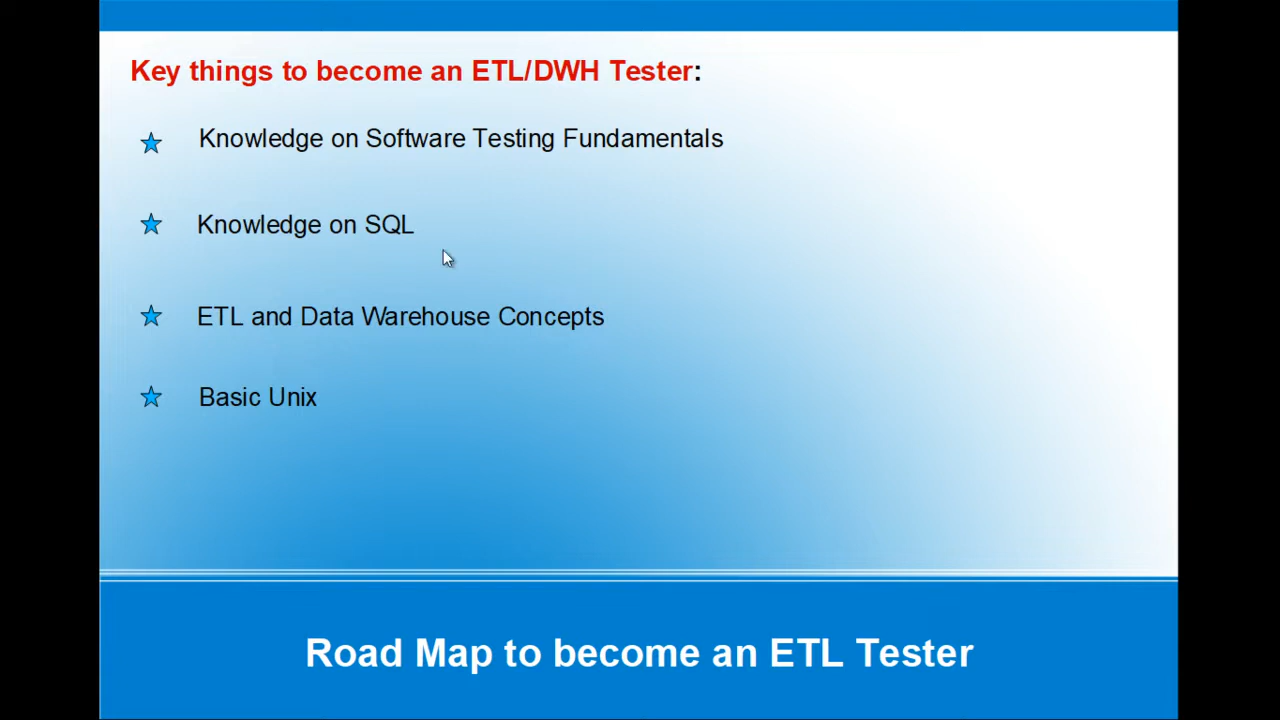 Key things to become an ETL/DWH Tester:
Knowledge on Software Testing Fundamentals
Knowledge on SQL
ETL and Data Warehouse Concepts
Basic Unix
Road Map to become an ETL Tester